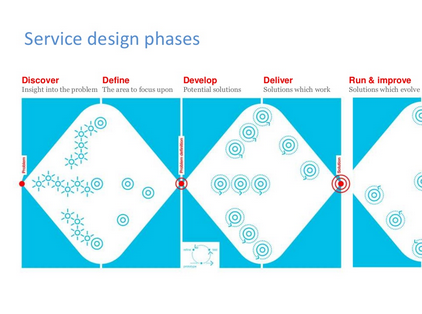 Service design phases
Discover
Insight into the problem
Define
The area to focus upon
Develop
Potential solutions
Deliver
Solutions which work
Run & improve
Solutions which evolve
Problem
Problem definition
Solution